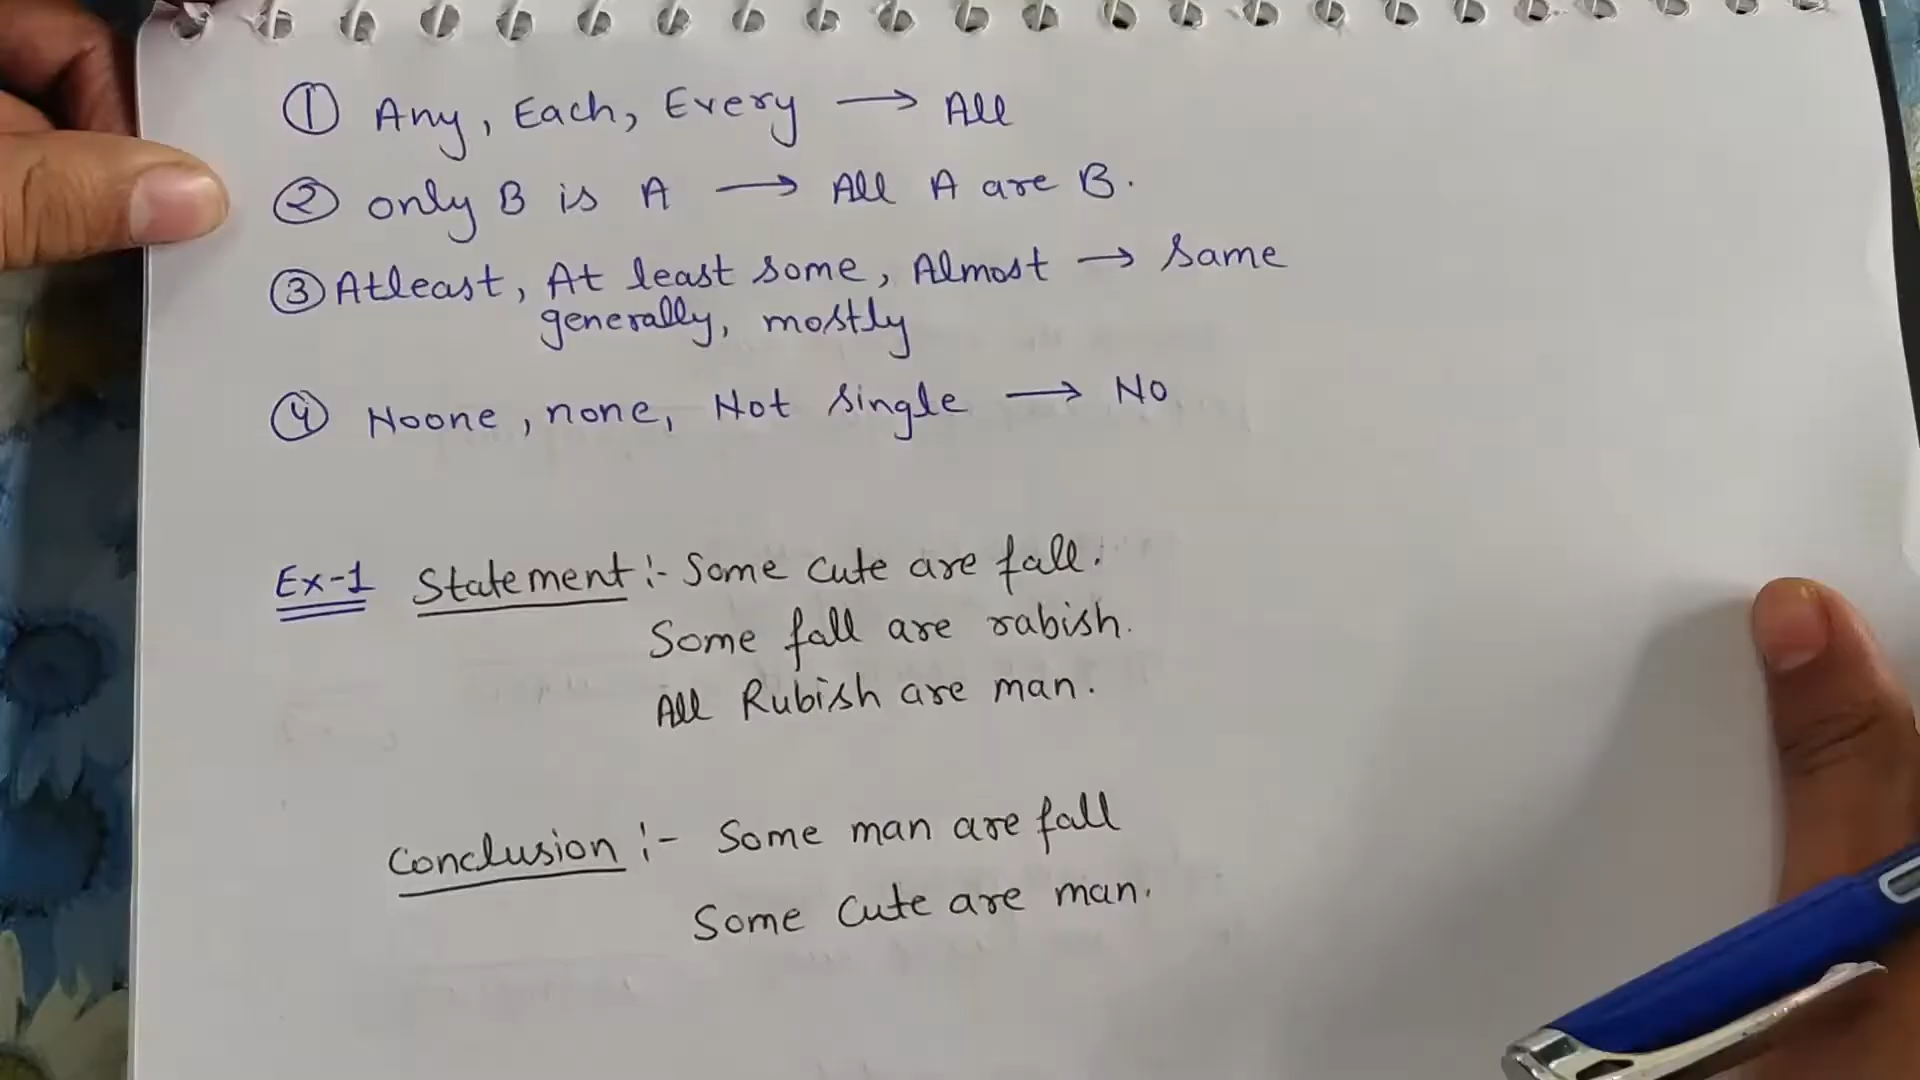 ① Any, Each, Every → All
② only B is A → All A are B.
③ Atleast, At least some, Almost → Same
generally, mostly
④ Noone, none, Not single → No
Ex-1 Statement :- Some cute are fall.
Some fall are rabish.
All Rubish are man.
Conclusion :- Some man are fall
Some cute are man.